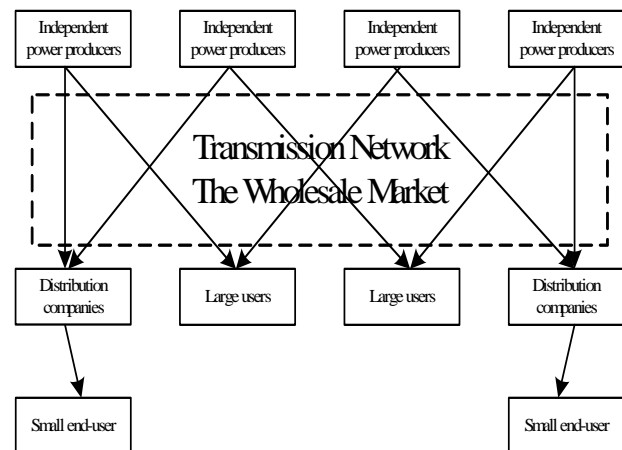 Independent
power producers
Independent
power producers
Independent
power producers
Independent
power producers
Transmission Network
The Wholesale Market
Distribution
companies
Large users
Large users
Distribution
companies
Small end-user
Small end-user